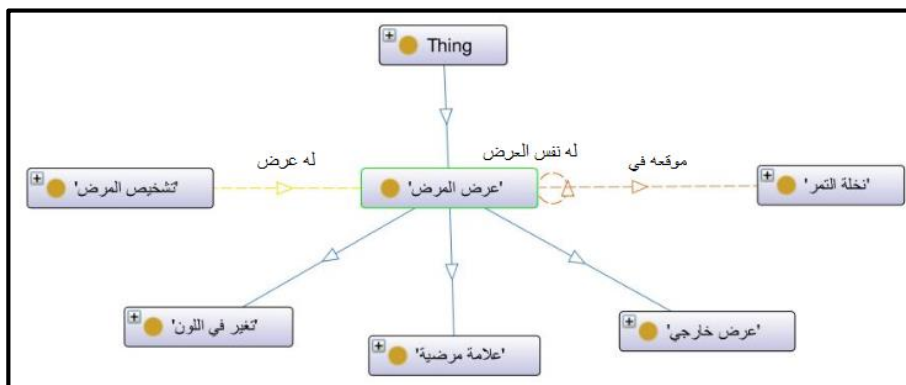 Thing
له نفس العرض
موقعه في
له عرض
'تشخيص المرض'
'عرض المرض'
'نخلة التمر'
'تغير في اللون'
'علامة مرضية'
'عرض خارجي'